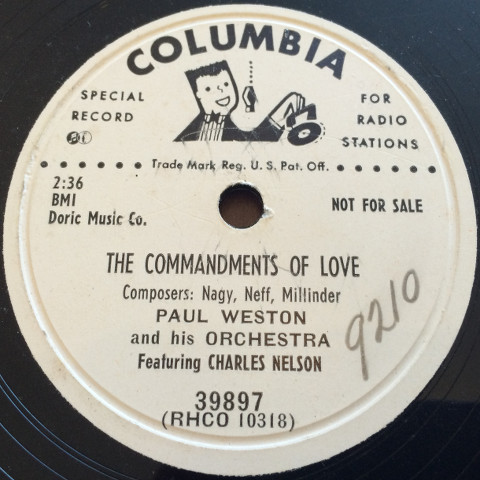 COLUMBIA
SPECIAL RECORD
FOR RADIO STATIONS
Trade Mark Reg. U. S. Pat. Off.
2:36
BMI
Doric Music Co.
NOT FOR SALE
THE COMMANDMENTS OF LOVE
Composers: Nagy, Neff, Millinder
PAUL WESTON
and his ORCHESTRA
Featuring CHARLES NELSON
9210
39897
(RHCO 10318)